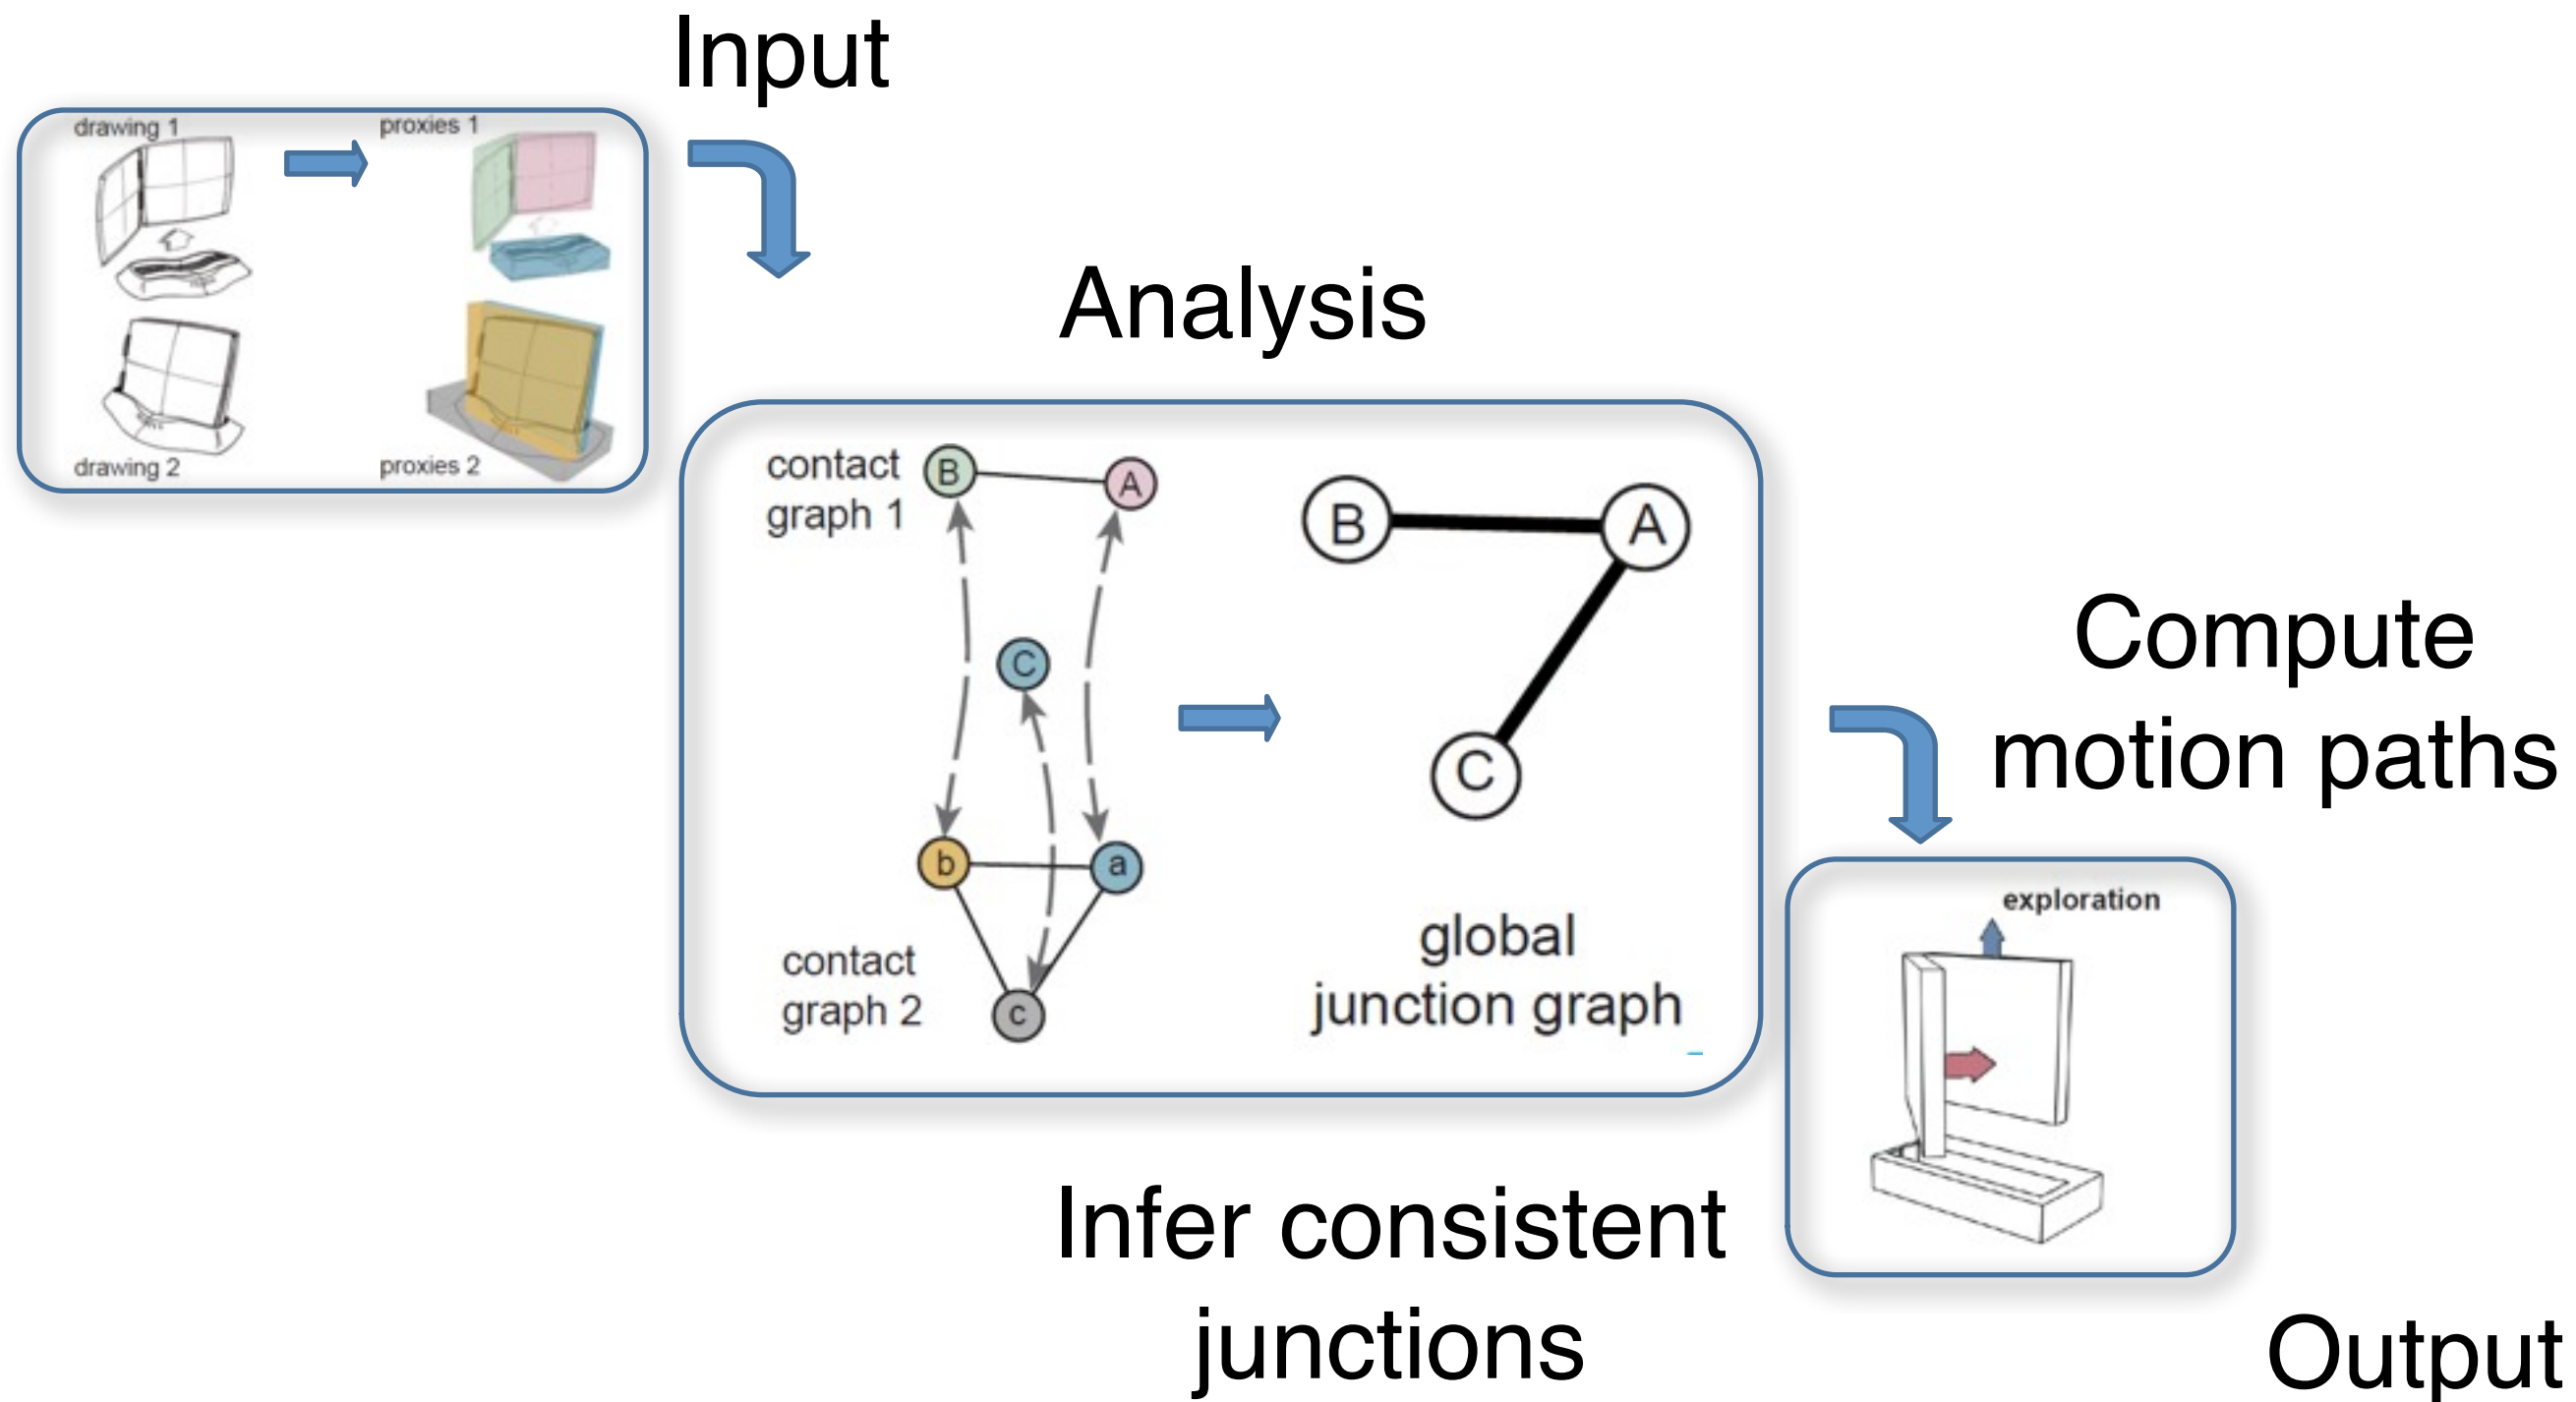 Input
drawing 1
proxies 1
drawing 2
proxies 2
Analysis
contact
graph 1
B
A
C
b
a
c
contact
graph 2
B
A
C
global
junction graph
Infer consistent
junctions
Compute
motion paths
exploration
Output